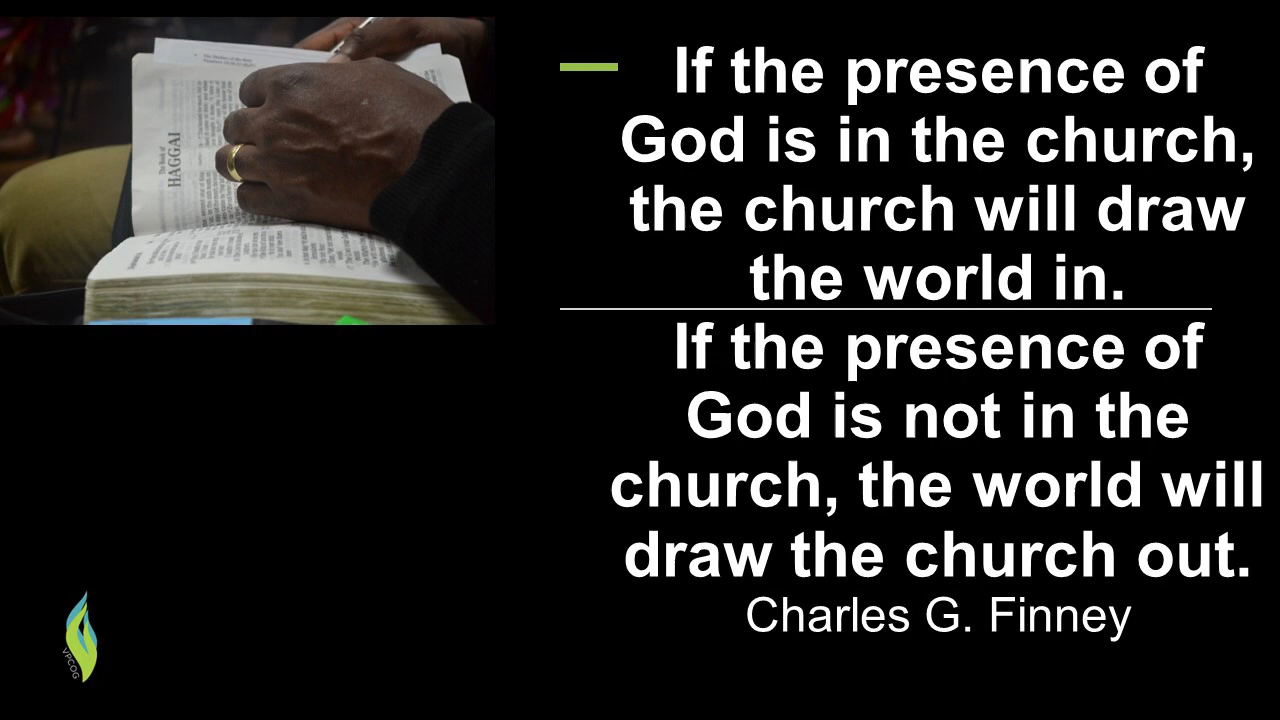 The Book of
HAGGAI
If the presence of
God is in the church,
the church will draw
the world in.
If the presence of
God is not in the
church, the world will
draw the church out.
Charles G. Finney
VPCOG